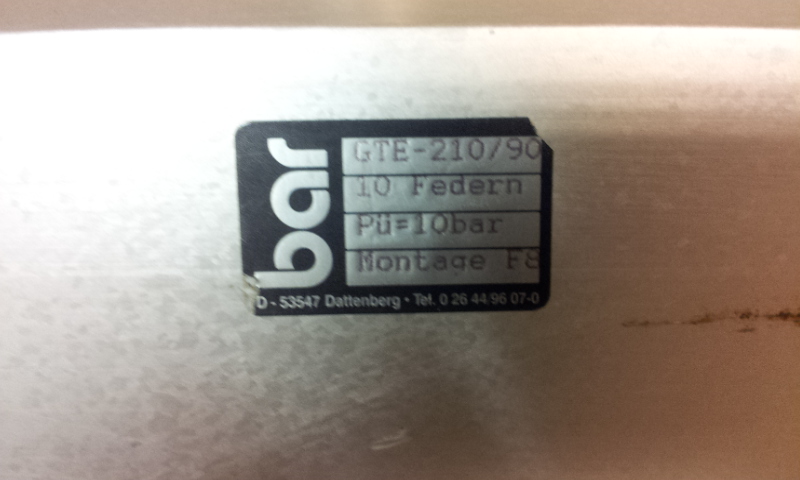 bar
GTE-210/90
10 Federn
Pü=10bar
Montage F8
D - 53547 Dattenberg • Tel. 0 26 44/96 07-0